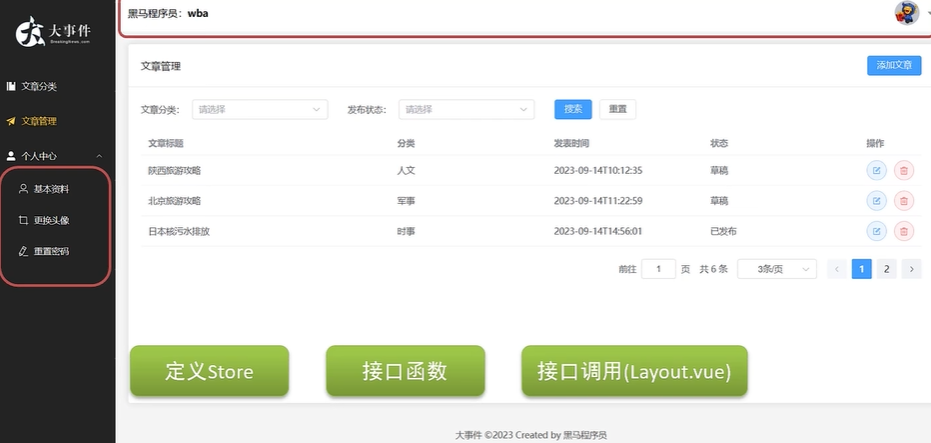 黑马程序员：wba
大事件
文章分类
文章管理
个人中心
基本资料
更换头像
重置密码
文章管理 添加文章
文章分类： 请选择 发布状态： 请选择 搜索 重置
文章标题 分类 发表时间 状态 操作
陕西旅游攻略 人文 2023-09-14T10:12:35 草稿
北京旅游攻略 军事 2023-09-14T11:22:59 草稿
日本核污水排放 时事 2023-09-14T14:56:01 已发布
前往 1 页 共 6 条 3条/页 1 2
定义Store 接口函数 接口调用(Layout.vue)
大事件 ©2023 Created by 黑马程序员